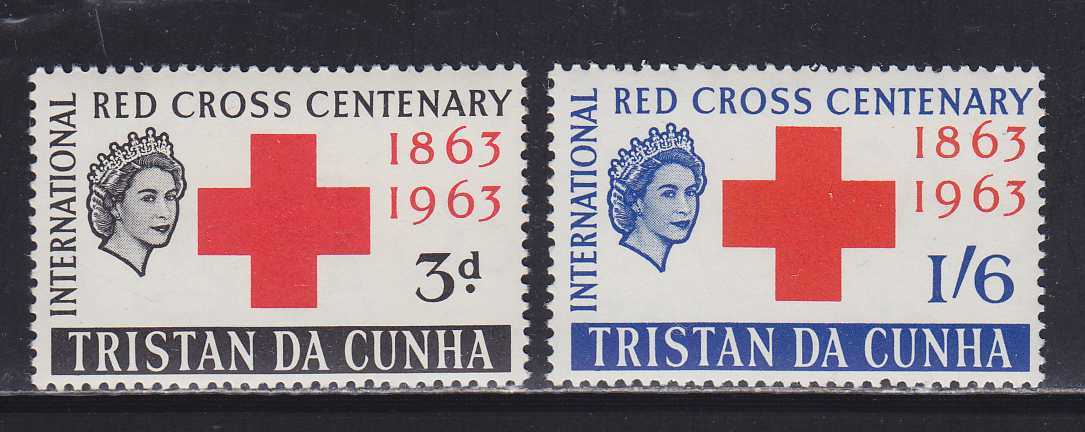 INTERNATIONAL
RED CROSS CENTENARY
1863
1963
3d.
TRISTAN DA CUNHA
INTERNATIONAL
RED CROSS CENTENARY
1863
1963
1/6
TRISTAN DA CUNHA